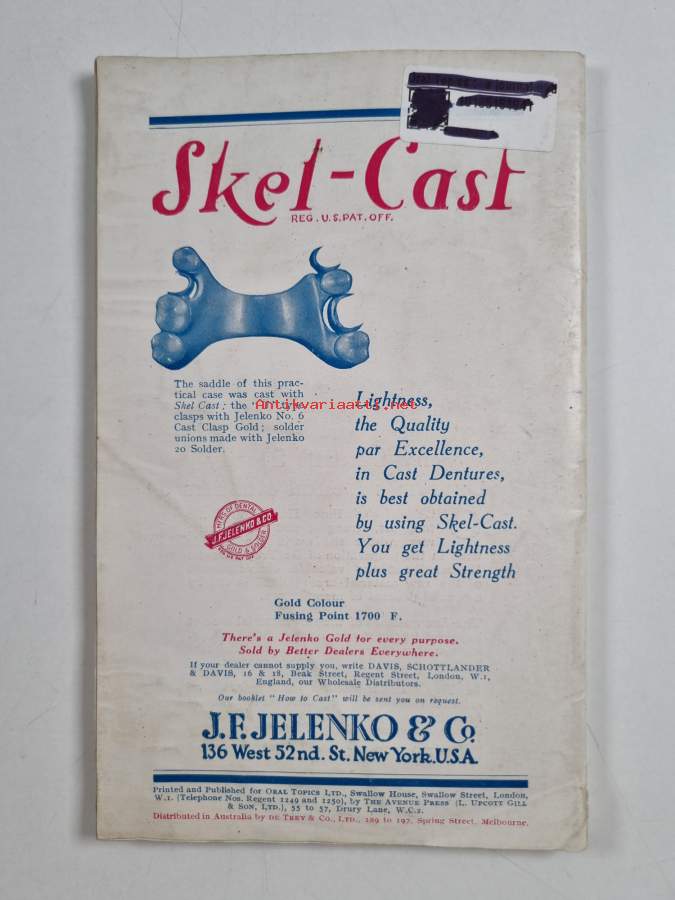 Skel-Cast
REG. U.S. PAT. OFF.
The saddle of this prac-
tical case was cast with
Skel Cast; the
clasps with Jelenko No. 6
Cast Clasp Gold; solder
unions made with Jelenko
20 Solder.
Antikvariaatti.net
Lightness,
the Quality
par Excellence,
in Cast Dentures,
is best obtained
by using Skel-Cast.
You get Lightness
plus great Strength
MFRS. OF DENTAL
J.F. JELENKO & CO
GOLD & SOLDER
REG. U.S. PAT. OFF.
Gold Colour
Fusing Point 1700 F.
There's a Jelenko Gold for every purpose.
Sold by Better Dealers Everywhere.
If your dealer cannot supply you, write DAVIS, SCHOTTLANDER
& DAVIS, 16 & 18, Beak Street, Regent Street, London, W.1,
England, our Wholesale Distributors.
Our booklet "How to Cast" will be sent you on request.
J.F. JELENKO & Co
136 West 52nd. St. New York. U.S.A.
Printed and Published for ORAL TOPICS LTD., Swallow House, Swallow Street, London,
W.1. (Telephone Nos. Regent 1249 and 1250), by THE AVENUE PRESS (L. UPCOTT GILL
& SON, LTD.), 55 to 57, Drury Lane, W.C.2.
Distributed in Australia by DE TREY & CO., LTD., 189 to 197, Spring Street, Melbourne.